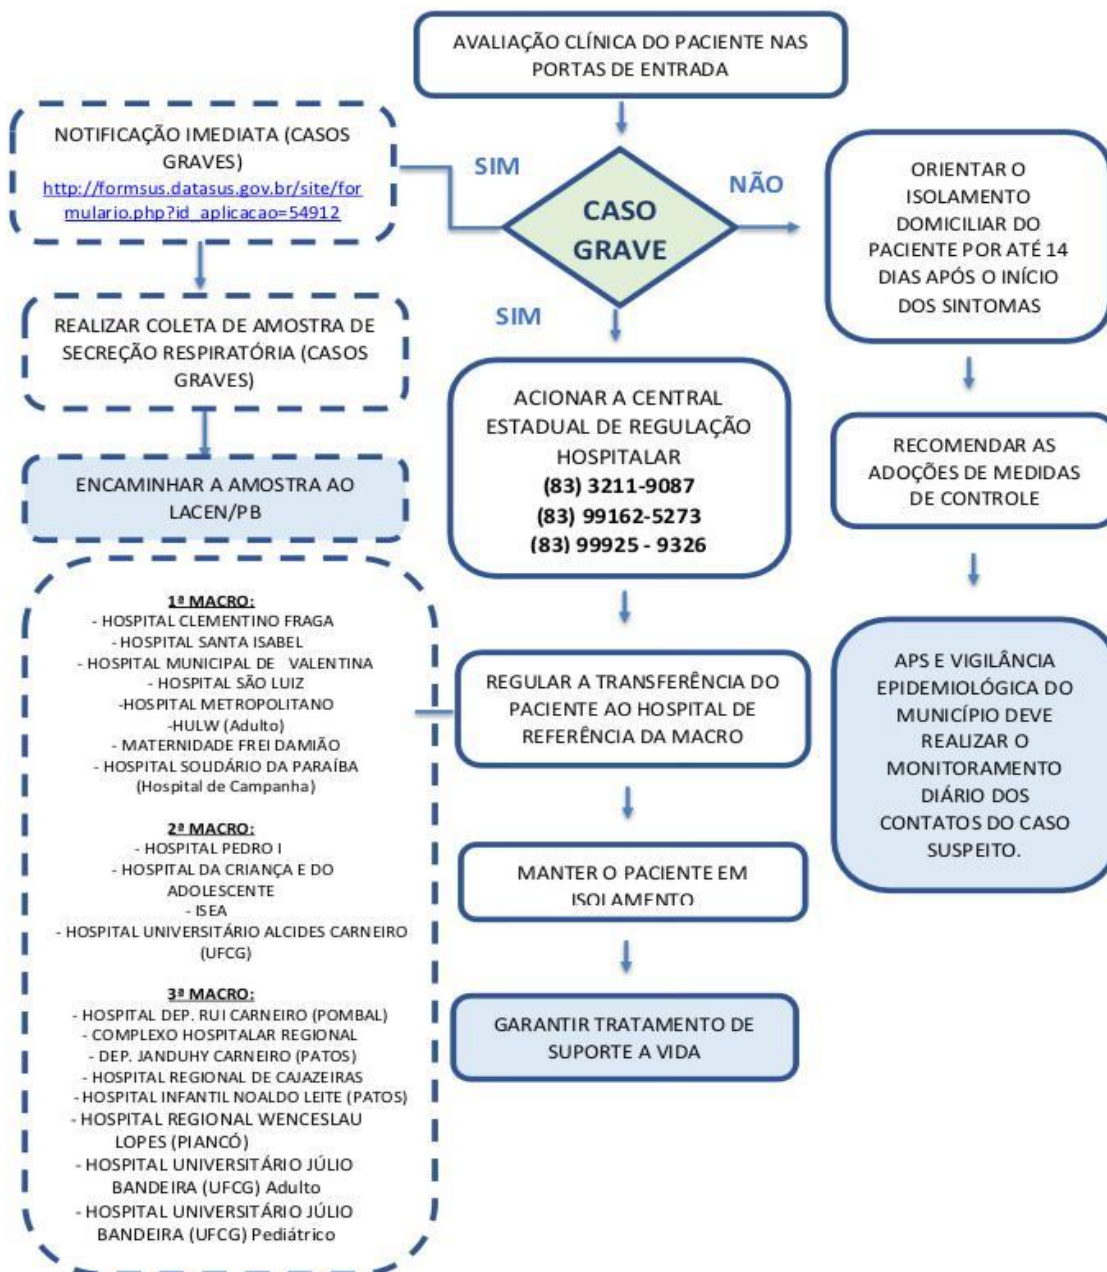 AVALIAÇÃO CLÍNICA DO PACIENTE NAS
PORTAS DE ENTRADA
NOTIFICAÇÃO IMEDIATA (CASOS
GRAVES)
http://formsus.datasus.gov.br/site/for
mulario.php?id_aplicacao=54912
SIM
CASO
GRAVE
NÃO
SIM
ORIENTAR O
ISOLAMENTO
DOMICILIAR DO
PACIENTE POR ATÉ 14
DIAS APÓS O INÍCIO
DOS SINTOMAS
REALIZAR COLETA DE AMOSTRA DE
SECREÇÃO RESPIRATÓRIA (CASOS
GRAVES)
ENCAMINHAR A AMOSTRA AO
LACEN/PB
ACIONAR A CENTRAL
ESTADUAL DE REGULAÇÃO
HOSPITALAR
(83) 3211-9087
(83) 99162-5273
(83) 99925 - 9326
RECOMENDAR AS
ADOÇÕES DE MEDIDAS
DE CONTROLE
1ª MACRO:
- HOSPITAL CLEMENTINO FRAGA
- HOSPITAL SANTA ISABEL
- HOSPITAL MUNICIPAL DE VALENTINA
- HOSPITAL SÃO LUIZ
-HOSPITAL METROPOLITANO
-HULW (Adulto)
- MATERNIDADE FREI DAMIÃO
- HOSPITAL SOLIDÁRIO DA PARAÍBA
(Hospital de Campanha)
2ª MACRO:
- HOSPITAL PEDRO I
- HOSPITAL DA CRIANÇA E DO
ADOLESCENTE
- ISEA
- HOSPITAL UNIVERSITÁRIO ALCIDES CARNEIRO
(UFCG)
3ª MACRO:
- HOSPITAL DEP. RUI CARNEIRO (POMBAL)
- COMPLEXO HOSPITALAR REGIONAL
- DEP. JANDUHY CARNEIRO (PATOS)
- HOSPITAL REGIONAL DE CAJAZEIRAS
- HOSPITAL INFANTIL NOALDO LEITE (PATOS)
- HOSPITAL REGIONAL WENCESLAU
LOPES (PIANCÓ)
- HOSPITAL UNIVERSITÁRIO JÚLIO
BANDEIRA (UFCG) Adulto
- HOSPITAL UNIVERSITÁRIO JÚLIO
BANDEIRA (UFCG) Pediátrico
REGULAR A TRANSFERÊNCIA DO
PACIENTE AO HOSPITAL DE
REFERÊNCIA DA MACRO
MANTER O PACIENTE EM
ISOLAMENTO
GARANTIR TRATAMENTO DE
SUPORTE A VIDA
APS E VIGILÂNCIA
EPIDEMIOLÓGICA DO
MUNICÍPIO DEVE
REALIZAR O
MONITORAMENTO
DIÁRIO DOS
CONTATOS DO CASO
SUSPEITO.